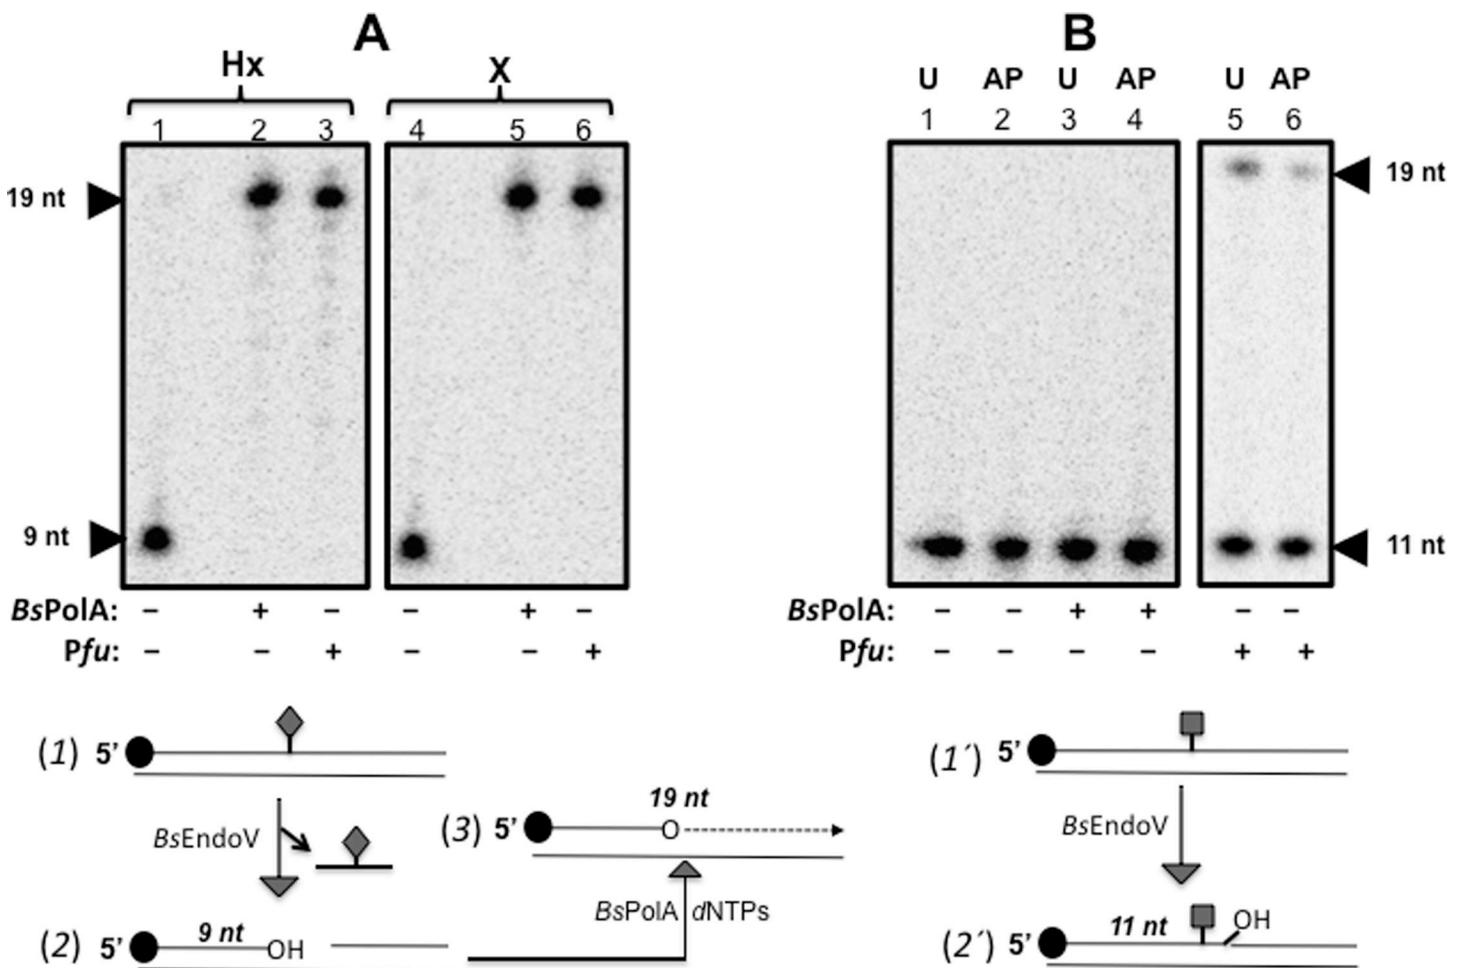 A
Hx X
1 2 3 4 5 6
19 nt
9 nt
BsPolA: − + − − + −
Pfu: − − + − − +
B
U AP U AP U AP
1 2 3 4 5 6
19 nt
11 nt
BsPolA: − − + + − −
Pfu: − − − − + +
(1) 5’
BsEndoV
(2) 5’ 9 nt OH
(3) 5’ 19 nt O
BsPolA dNTPs
(1´) 5’
BsEndoV
(2´) 5’ 11 nt OH